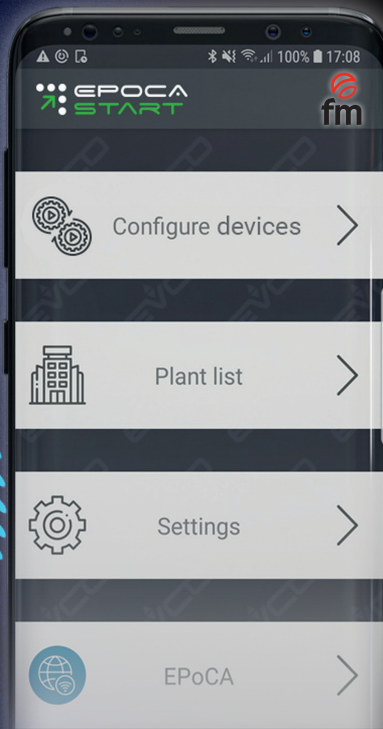 100% 17:08
EPOCA
START
fm
Configure devices
Plant list
Settings
EPoCA